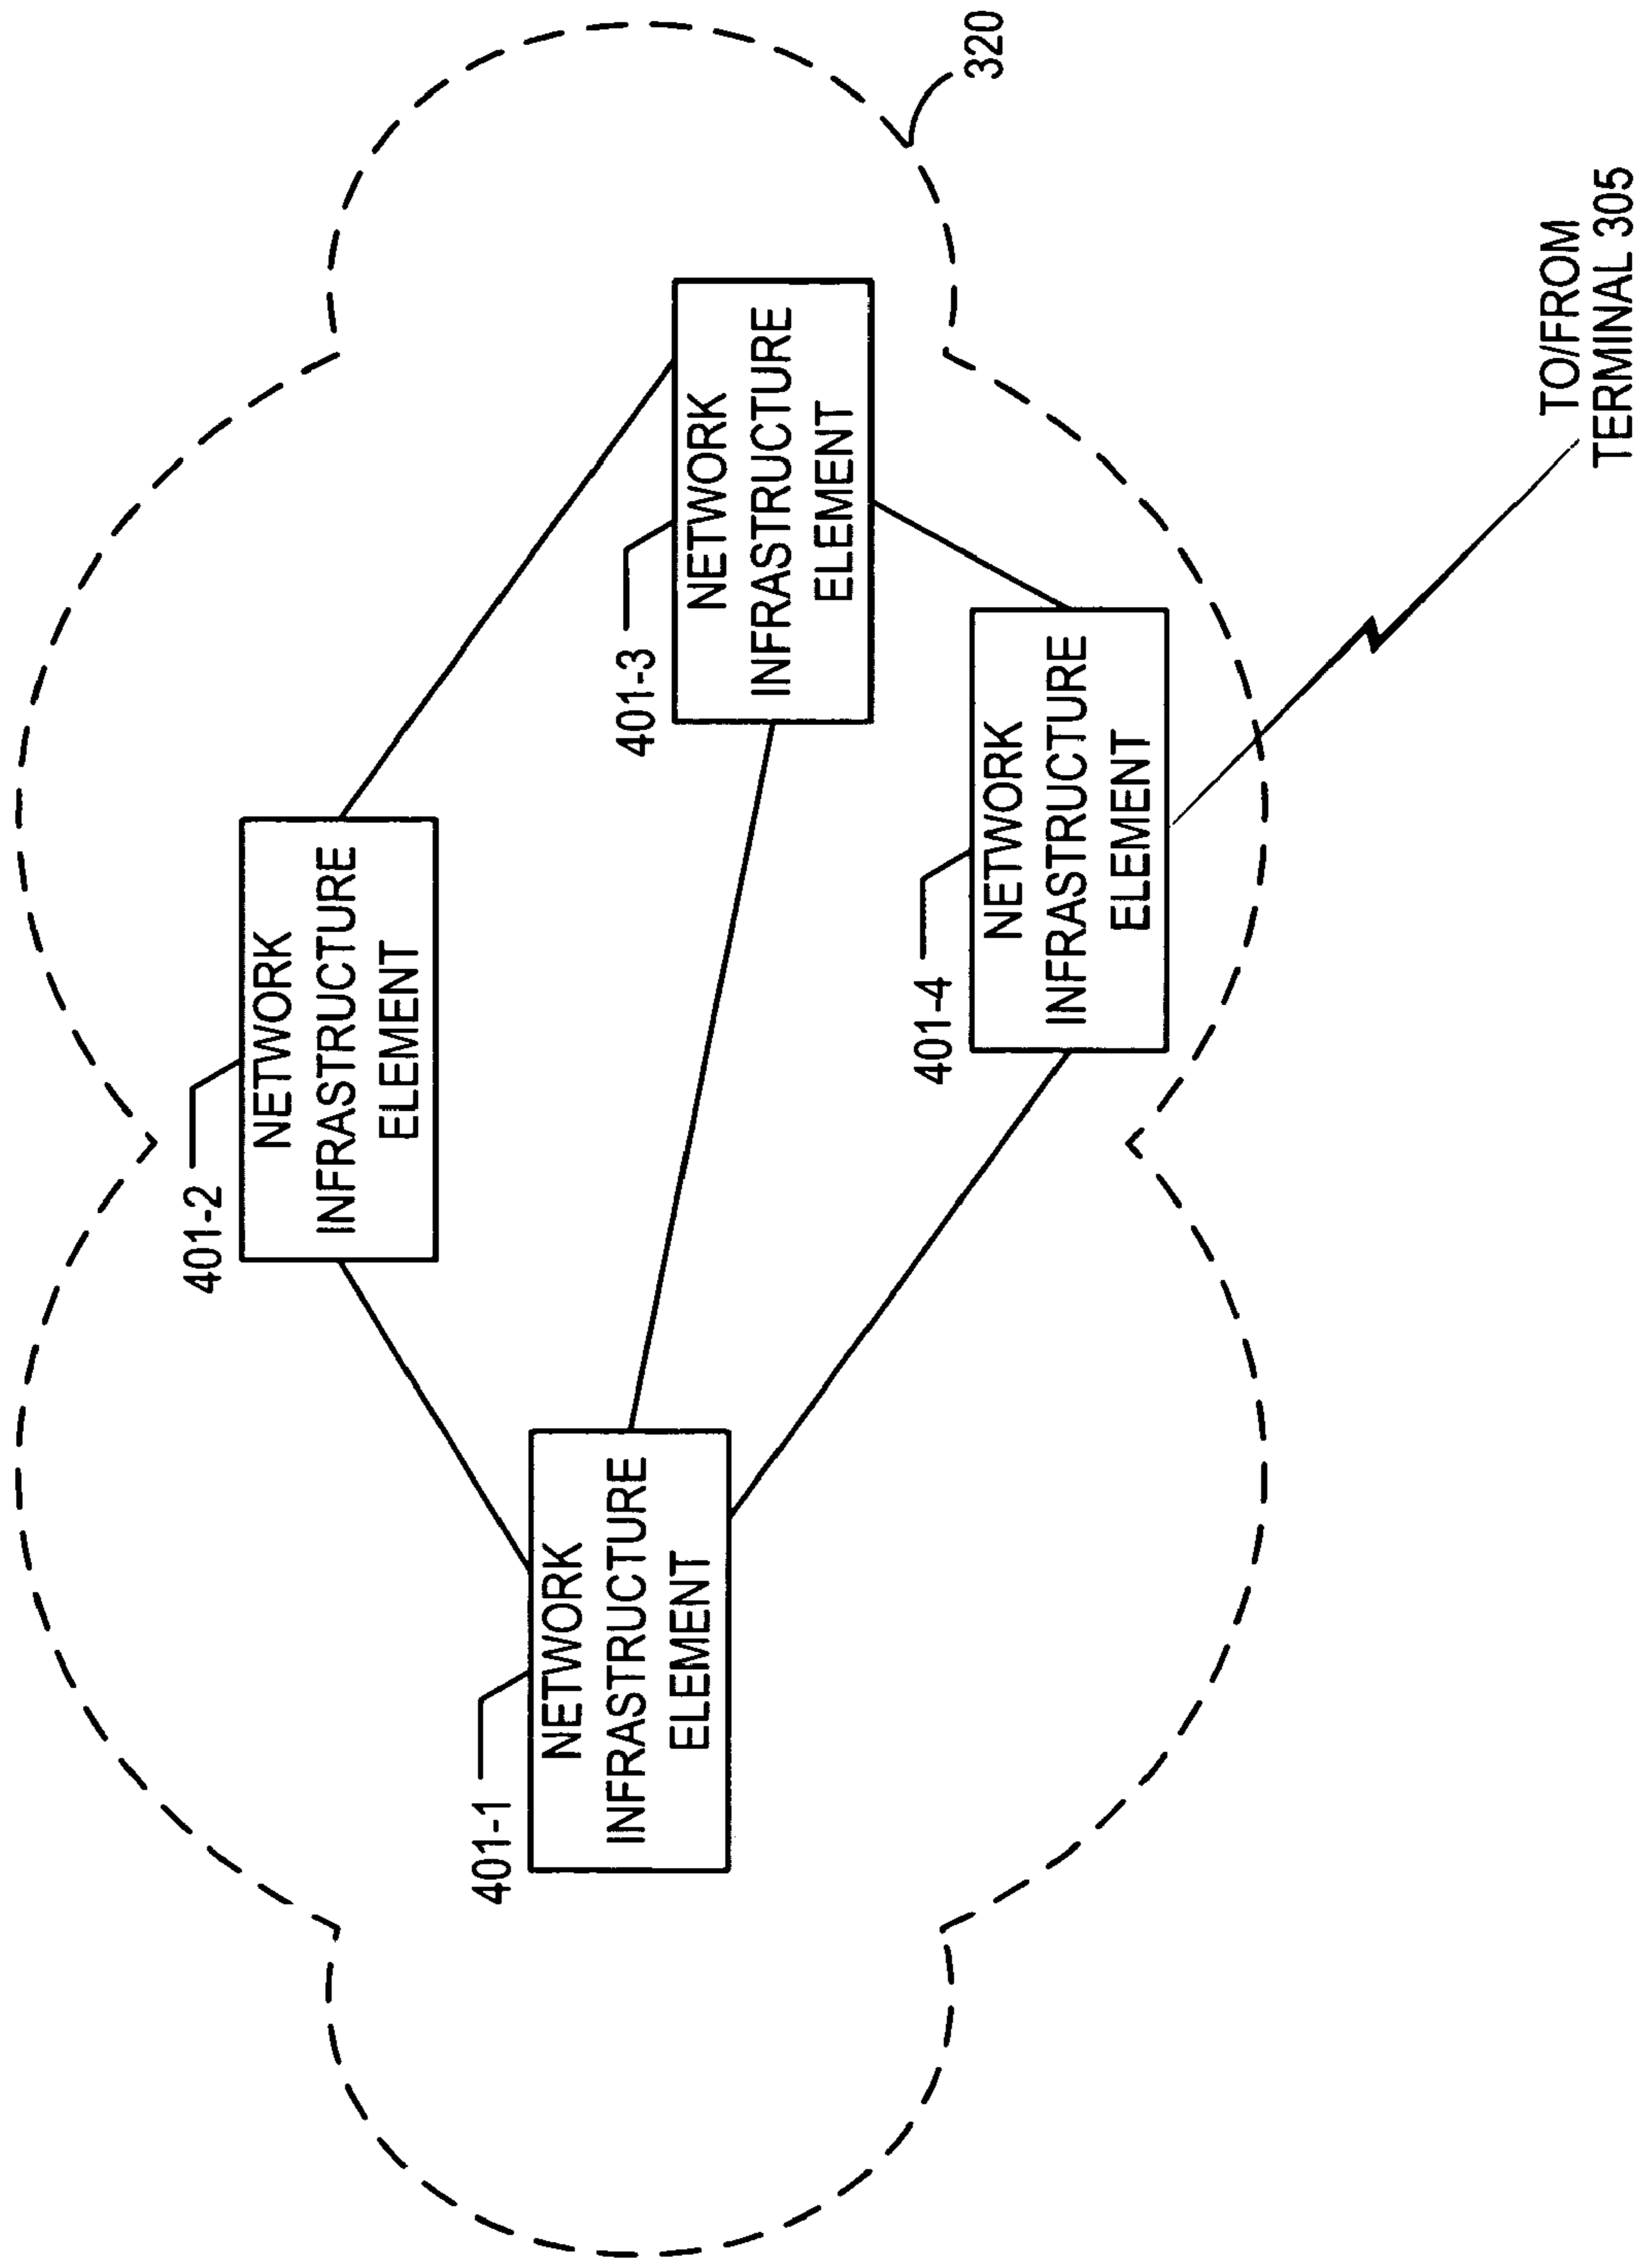 320
401-2
NETWORK
INFRASTRUCTURE
ELEMENT
401-3
NETWORK
INFRASTRUCTURE
ELEMENT
401-1
NETWORK
INFRASTRUCTURE
ELEMENT
401-4
NETWORK
INFRASTRUCTURE
ELEMENT
TO/FROM
TERMINAL 305